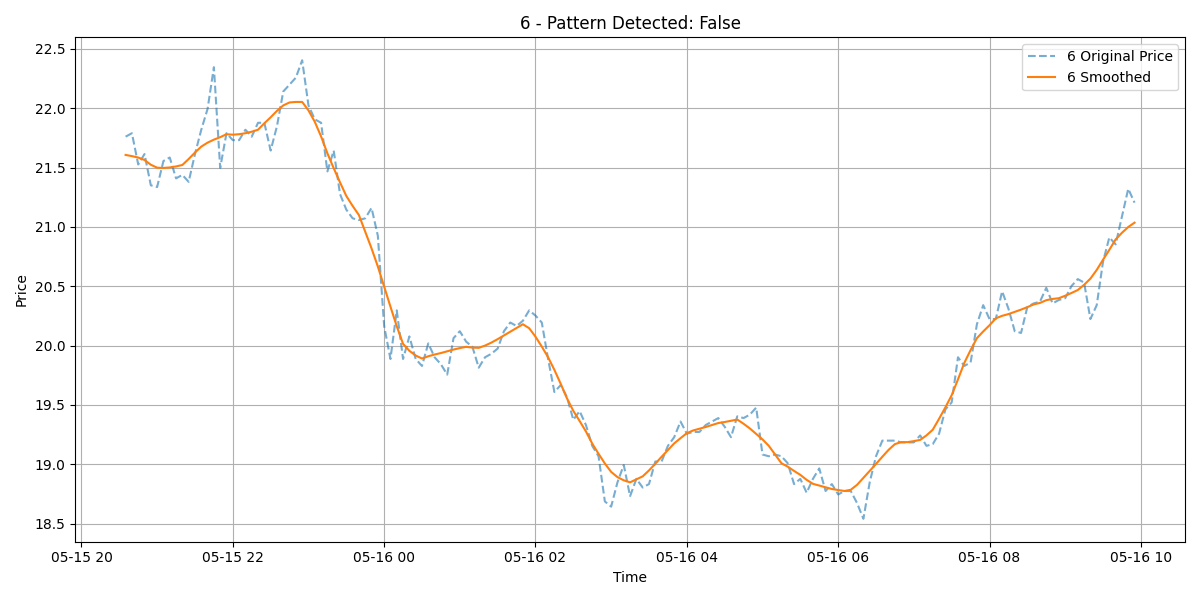 6 - Pattern Detected: False
6 Original Price
6 Smoothed
Price
22.5
22.0
21.5
21.0
20.5
20.0
19.5
19.0
18.5
05-15 20 05-15 22 05-16 00 05-16 02 05-16 04 05-16 06 05-16 08 05-16 10
Time